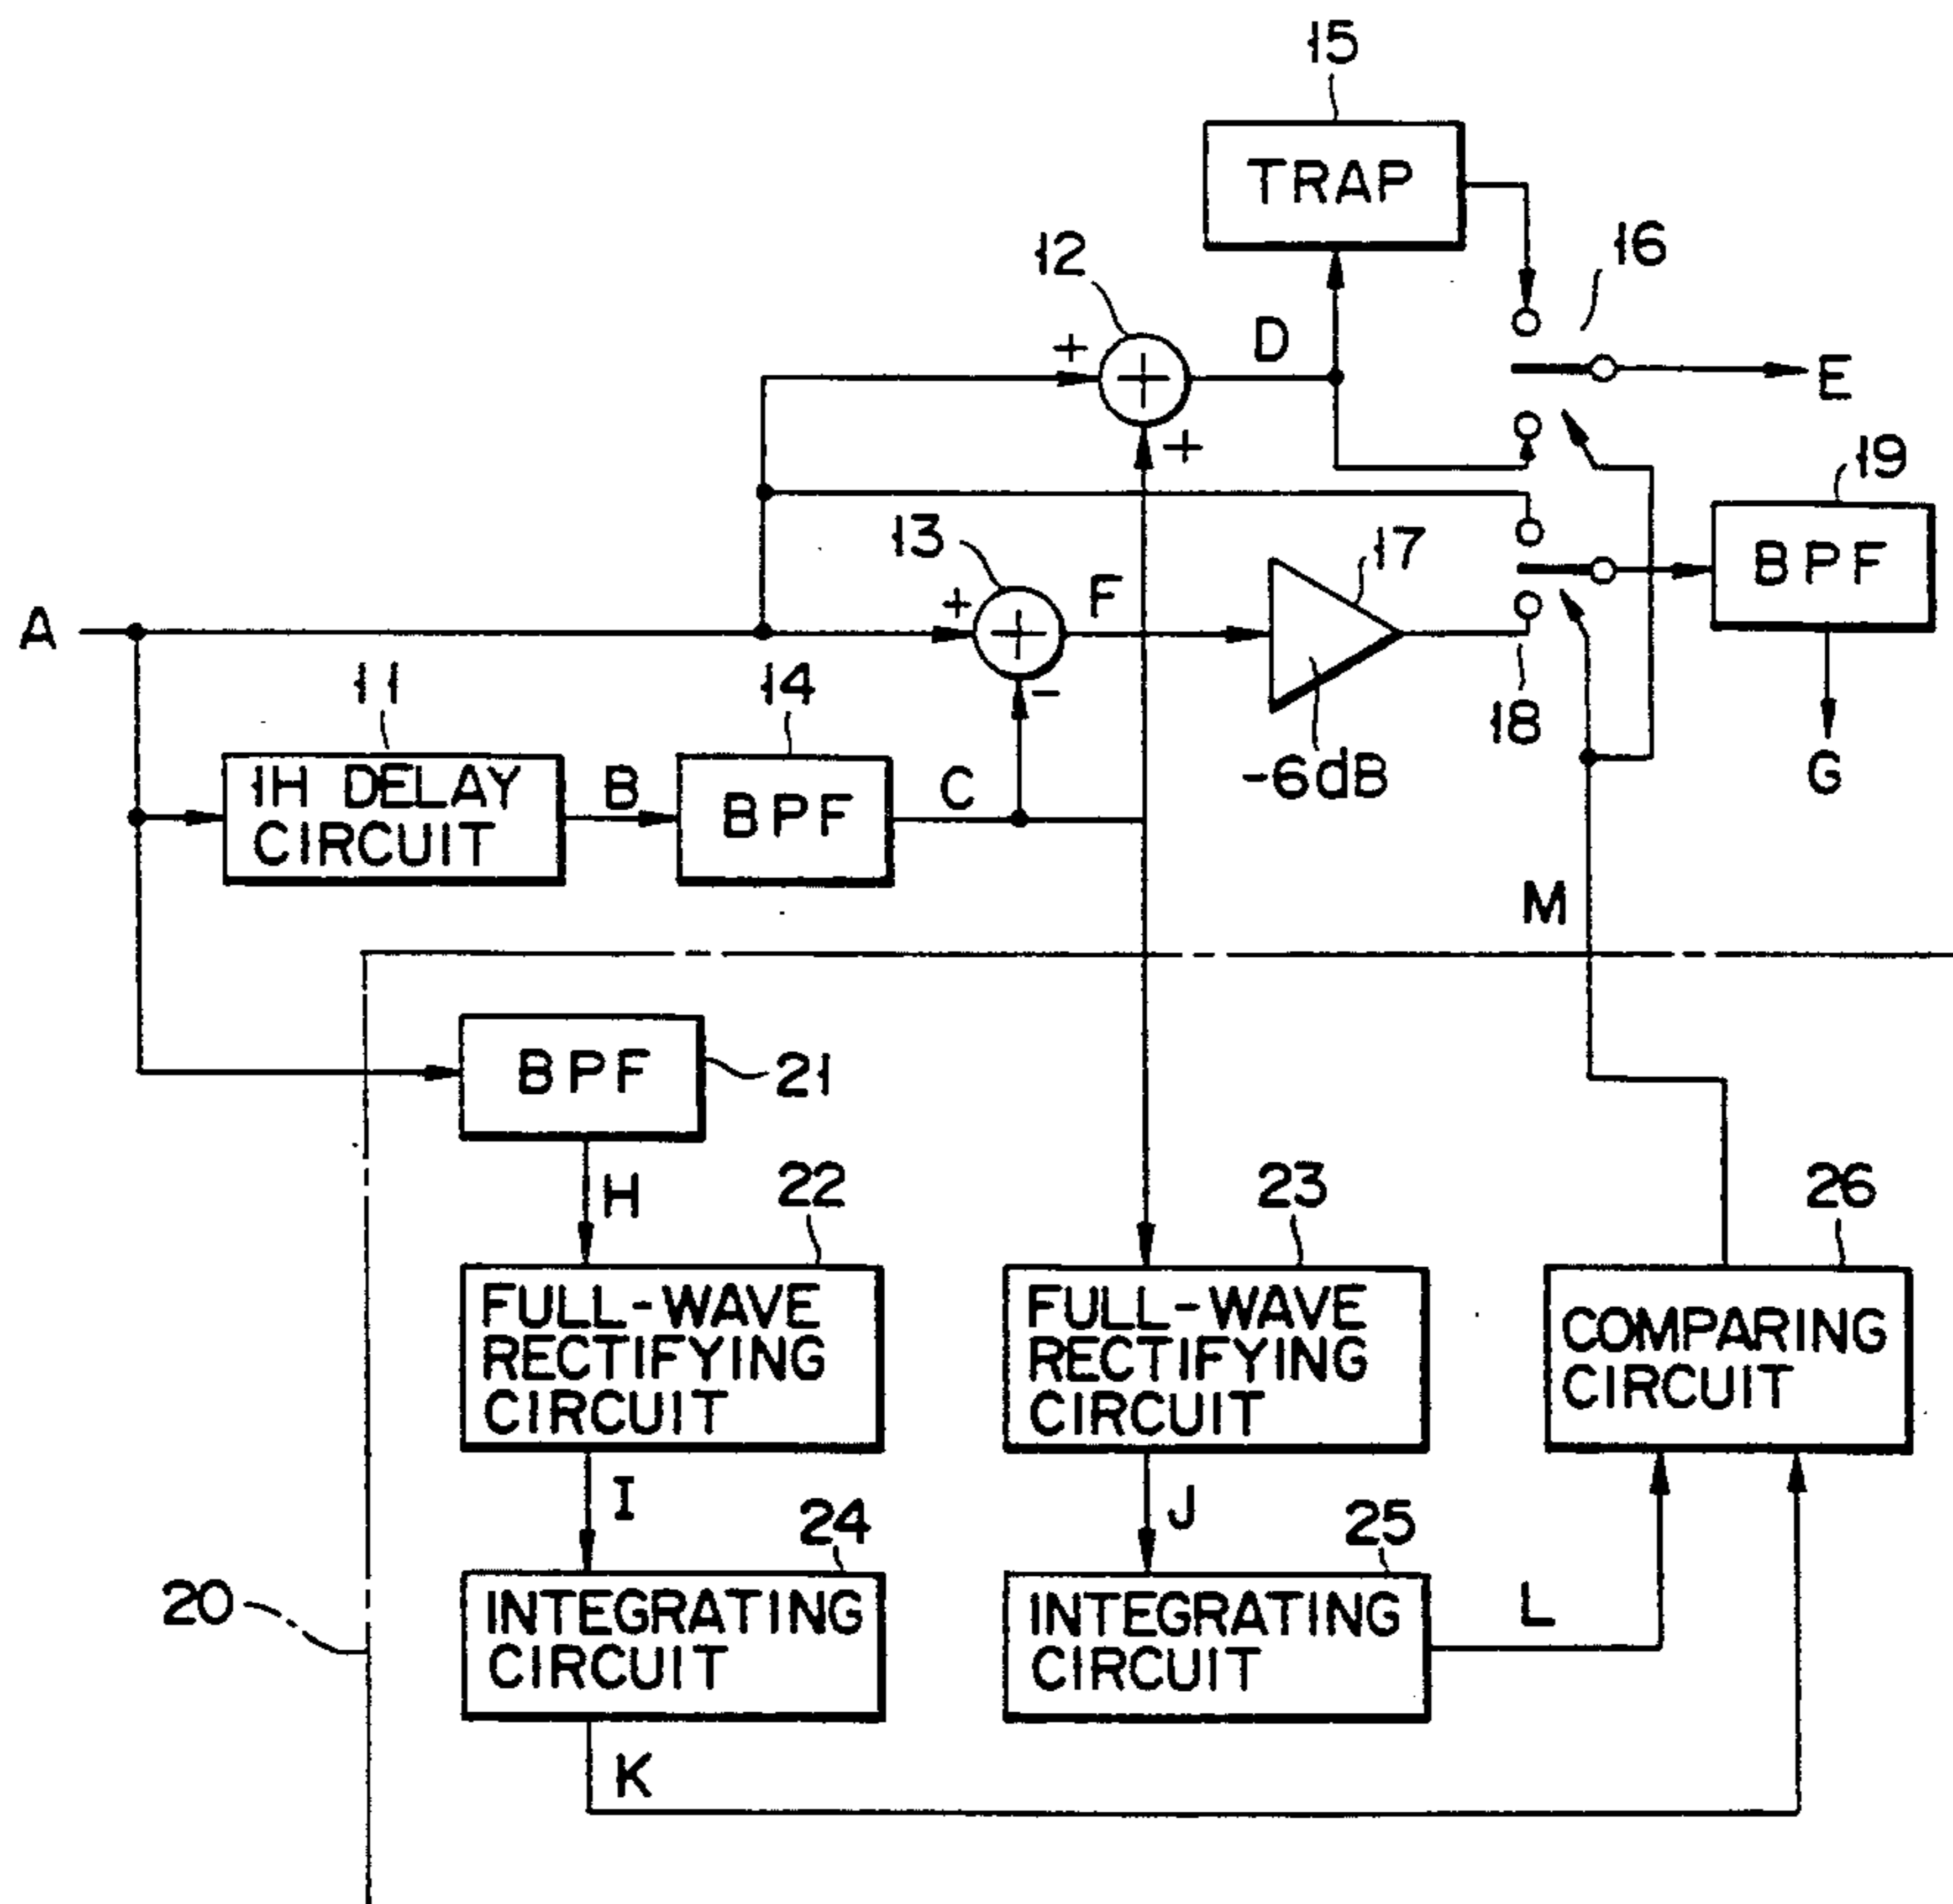 15
TRAP
16
12
+
D
+
E
19
13
F
17
BPF
A
+
-
11
14
18
-6dB
G
1H DELAY
CIRCUIT
B
BPF
C
M
BPF
21
H
22
23
26
FULL-WAVE
RECTIFYING
CIRCUIT
FULL-WAVE
RECTIFYING
CIRCUIT
COMPARING
CIRCUIT
I
J
24
25
20
INTEGRATING
CIRCUIT
INTEGRATING
CIRCUIT
L
K